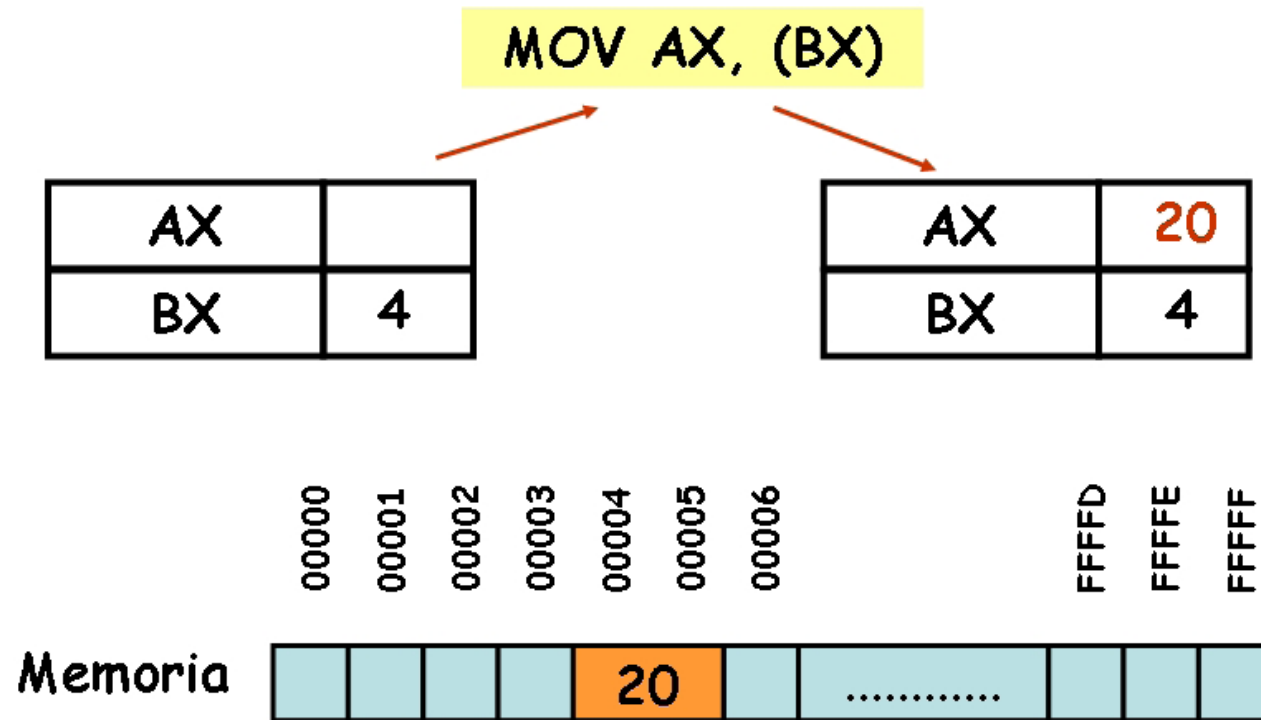 MOV AX, (BX)
AX
BX 4
AX 20
BX 4
00000 00001 00002 00003 00004 00005 00006 FFFFD FFFFE FFFFF
Memoria 20 ............